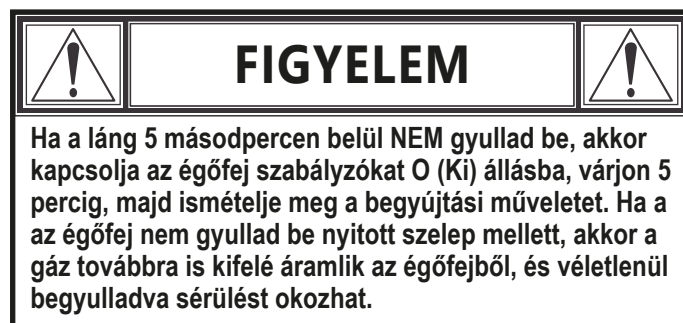 FIGYELEM
Ha a láng 5 másodpercen belül NEM gyullad be, akkor
kapcsolja az égőfej szabályzókat O (Ki) állásba, várjon 5
percig, majd ismételje meg a begyújtási műveletet. Ha a
az égőfej nem gyullad be nyitott szelep mellett, akkor a
gáz továbbra is kifelé áramlik az égőfejből, és véletlenül
begyulladva sérülést okozhat.